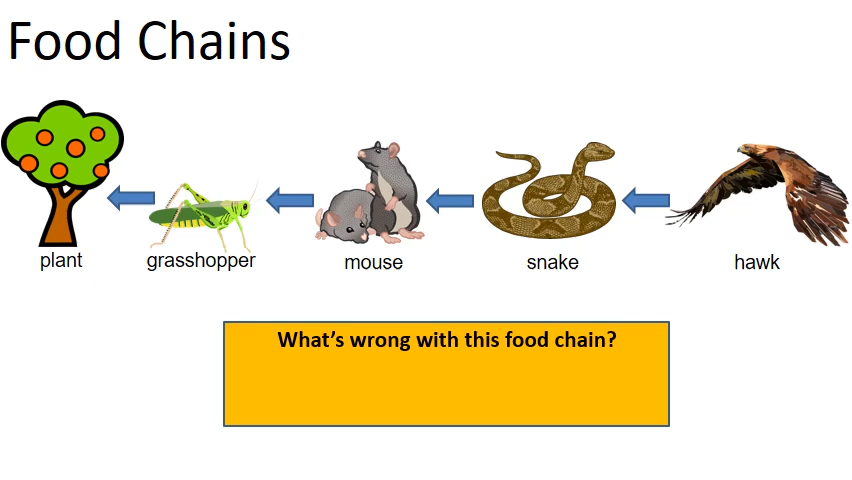 Food Chains
plant
grasshopper
mouse
snake
hawk
What's wrong with this food chain?